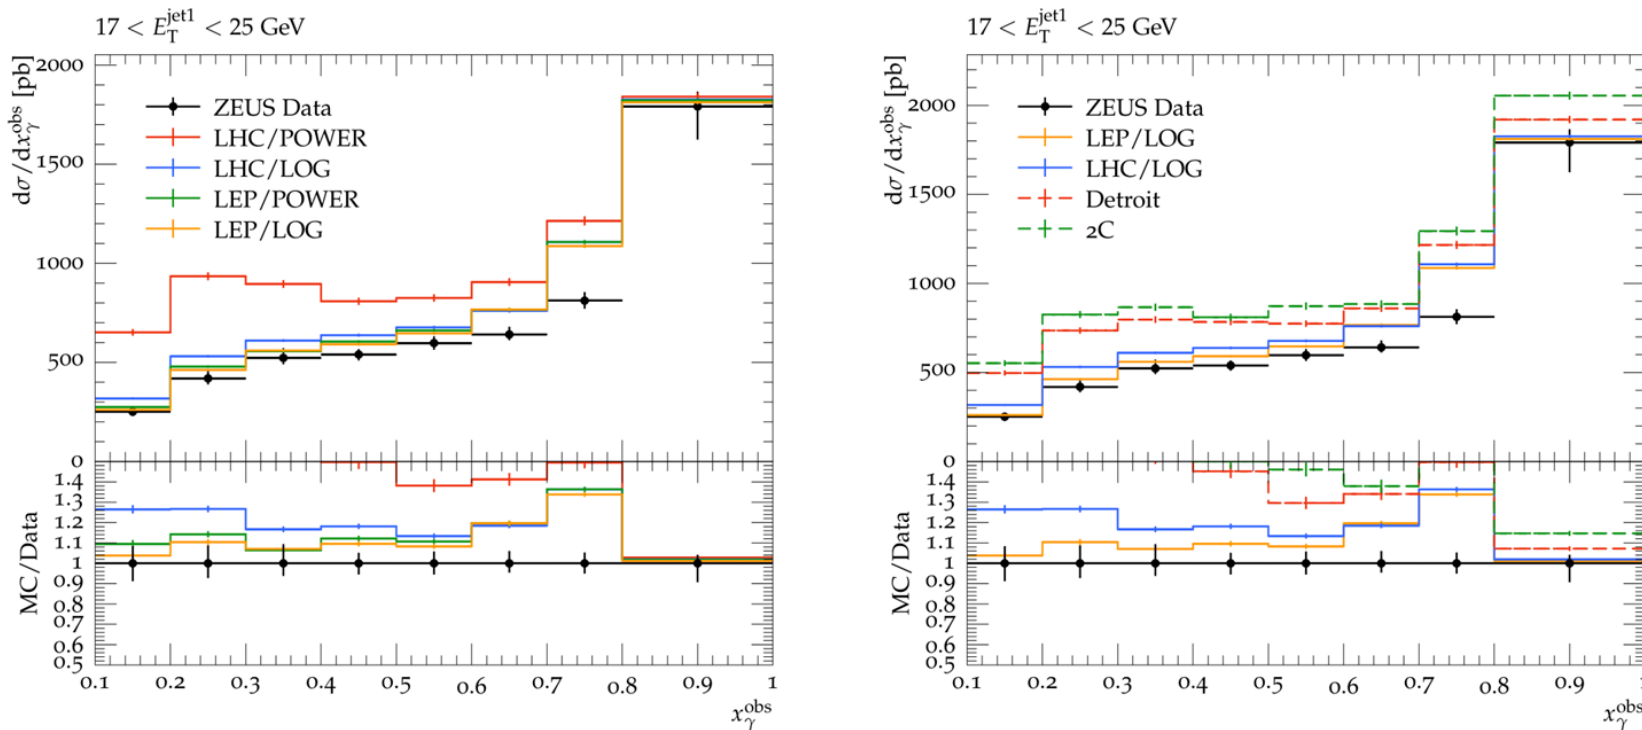 17 < E_T^jet1 < 25 GeV
dσ/dx_γ^obs [pb]
2000
1500
1000
500
0
ZEUS Data
LHC/POWER
LHC/LOG
LEP/POWER
LEP/LOG
MC/Data
1.4
1.3
1.2
1.1
1
0.9
0.8
0.7
0.6
0.5
0.1 0.2 0.3 0.4 0.5 0.6 0.7 0.8 0.9 1
x_γ^obs
17 < E_T^jet1 < 25 GeV
dσ/dx_γ^obs [pb]
2000
1500
1000
500
0
ZEUS Data
LEP/LOG
LHC/LOG
Detroit
2C
MC/Data
1.4
1.3
1.2
1.1
1
0.9
0.8
0.7
0.6
0.5
0.1 0.2 0.3 0.4 0.5 0.6 0.7 0.8 0.9 1
x_γ^obs